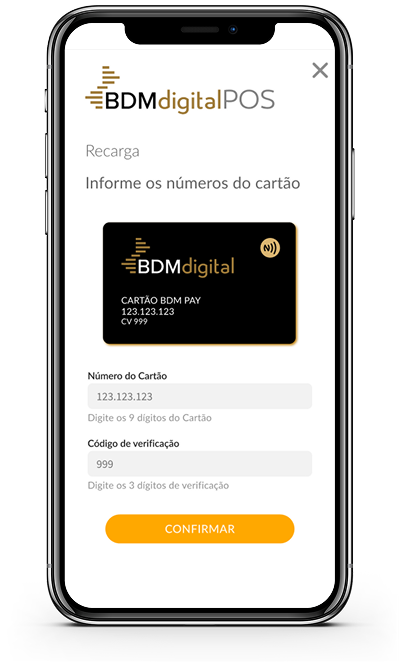 BDMdigitalPOS
Recarga
Informe os números do cartão
BDMdigital
CARTÃO BDM PAY
123.123.123
CV 999
Número do Cartão
123.123.123
Digite os 9 dígitos do Cartão
Código de verificação
999
Digite os 3 dígitos de verificação
CONFIRMAR